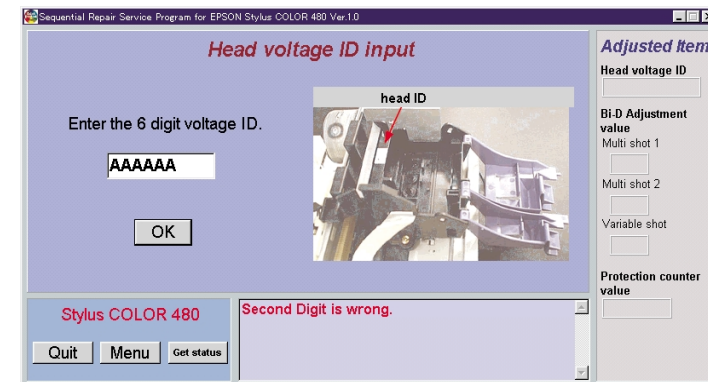 Sequential Repair Service Program for EPSON Stylus COLOR 480 Ver.1.0
Head voltage ID input
head ID
Enter the 6 digit voltage ID.
AAAAAA
OK
Adjusted Item
Head voltage ID
Bi-D Adjustment
value
Multi shot 1
Multi shot 2
Variable shot
Protection counter
value
Stylus COLOR 480
Quit
Menu
Get status
Second Digit is wrong.